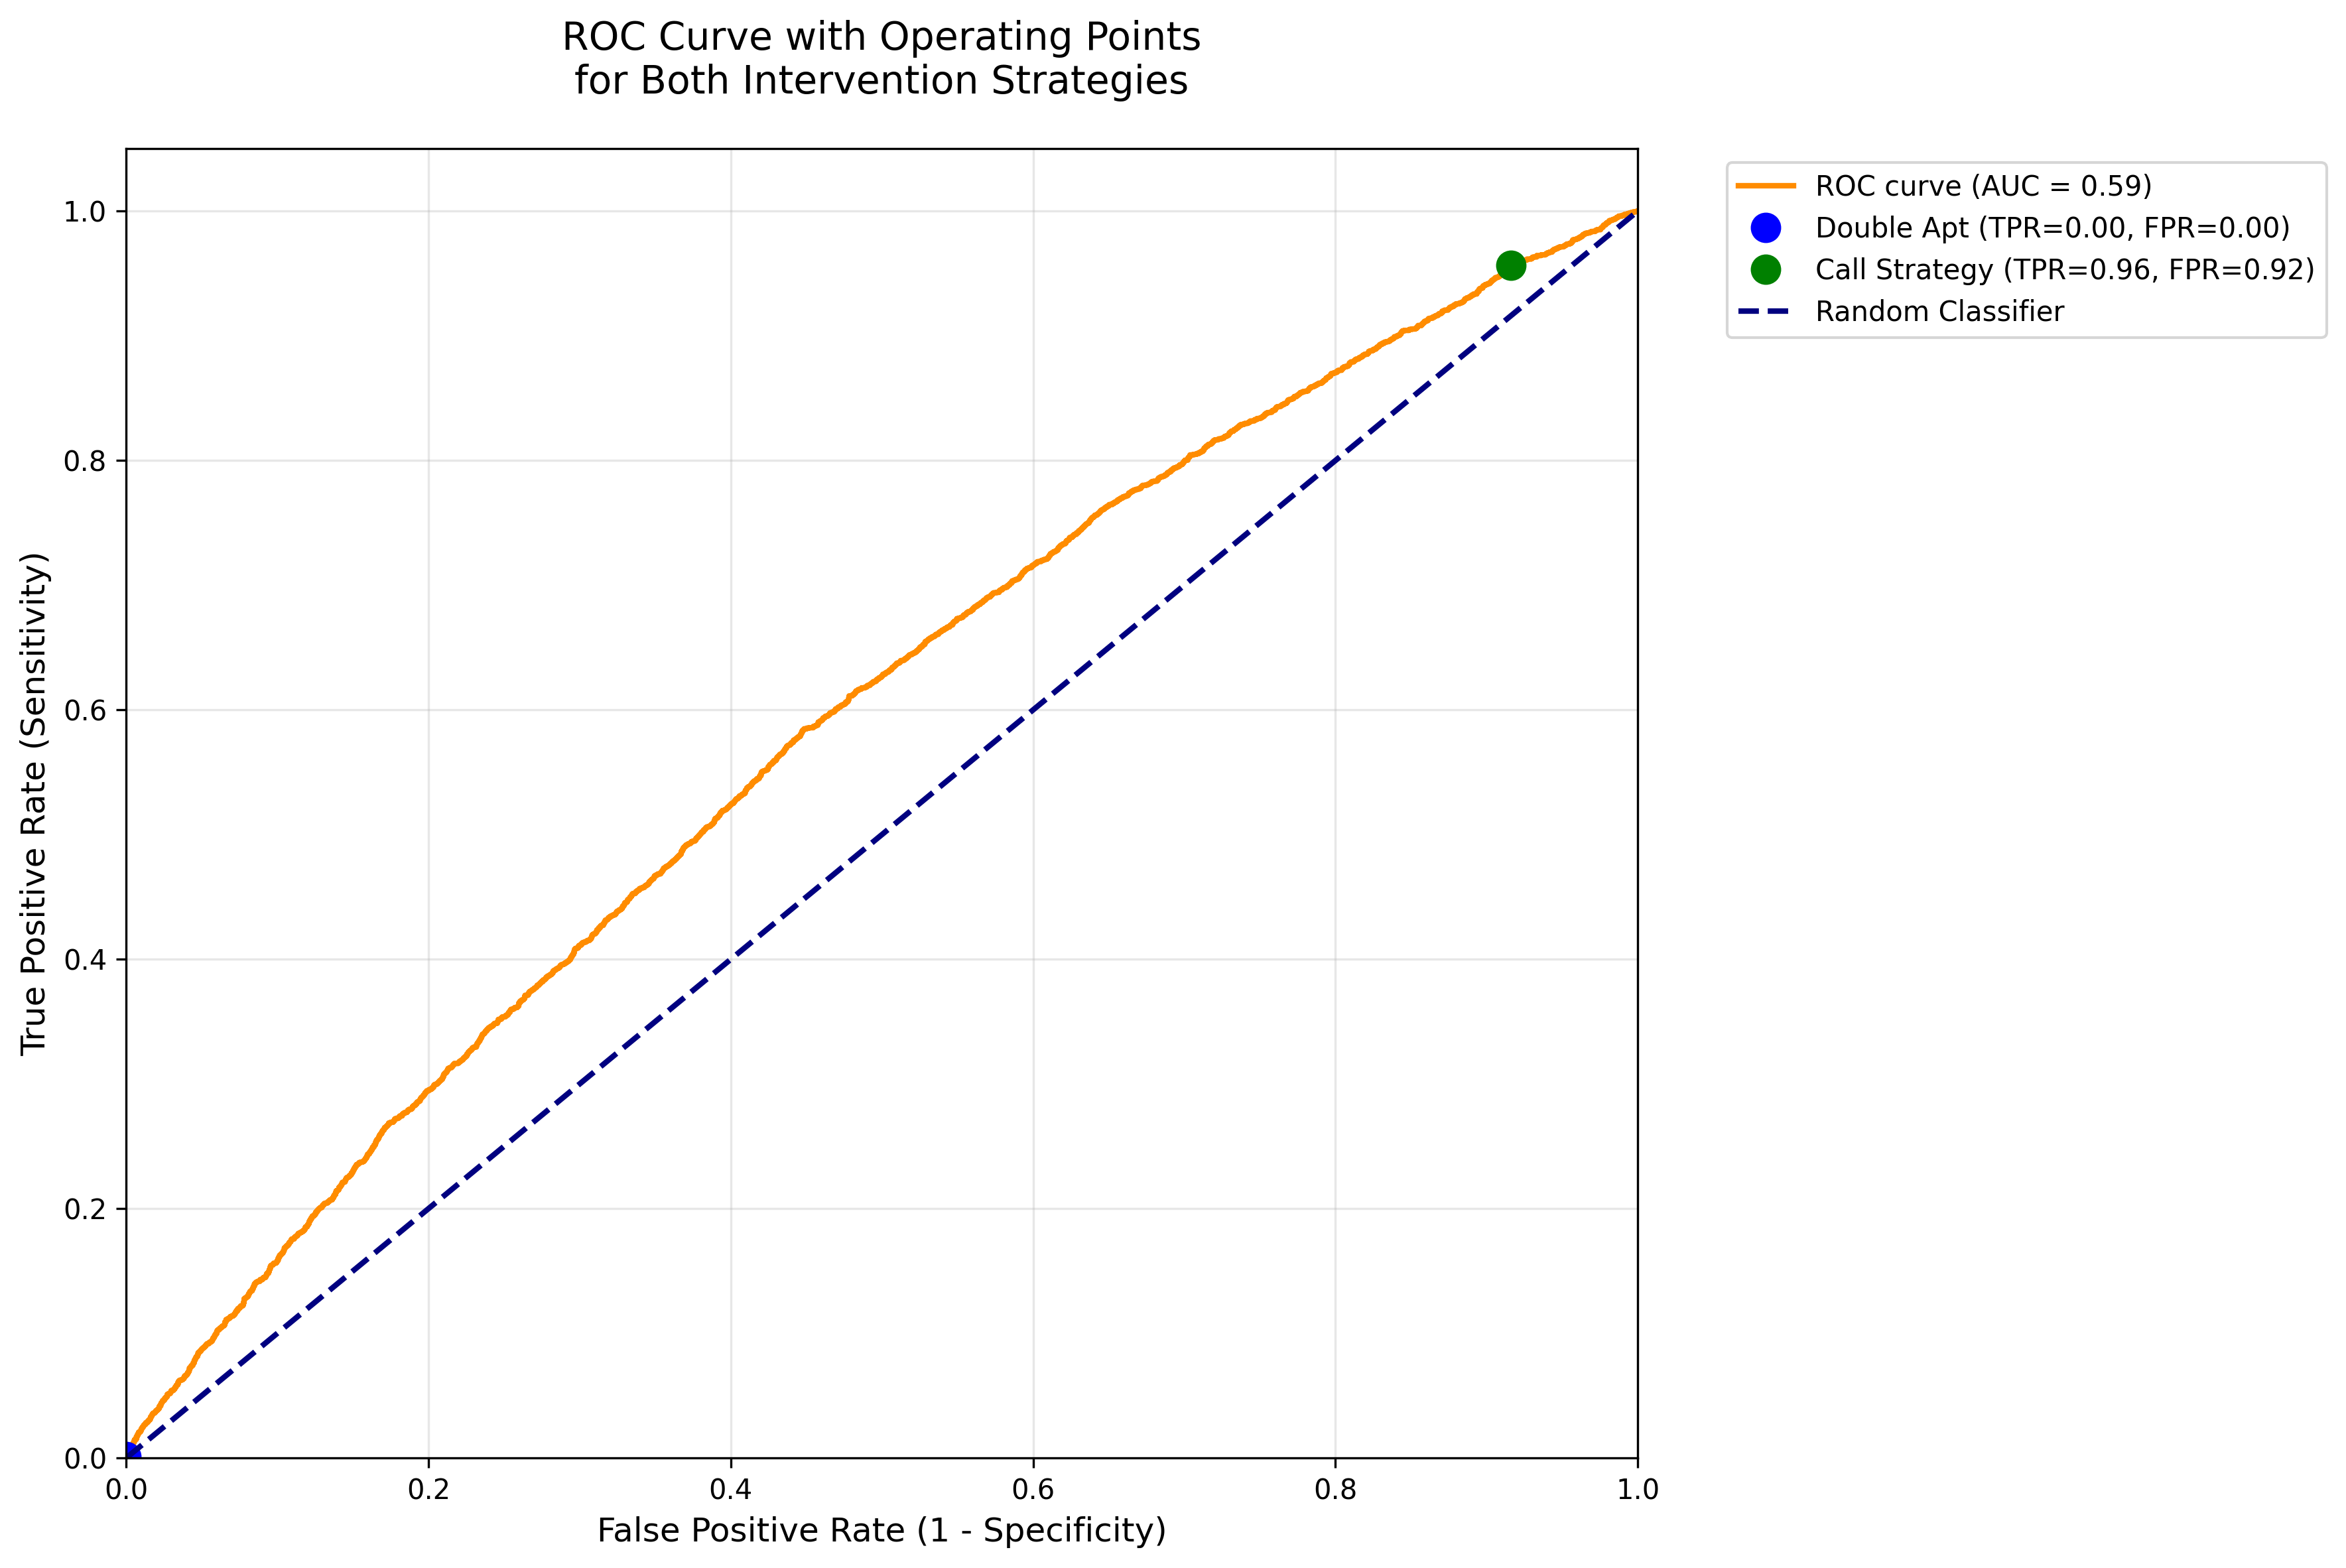 ROC Curve with Operating Points
for Both Intervention Strategies
ROC curve (AUC = 0.59)
Double Apt (TPR=0.00, FPR=0.00)
Call Strategy (TPR=0.96, FPR=0.92)
Random Classifier
True Positive Rate (Sensitivity)
1.0
0.8
0.6
0.4
0.2
0.0
0.0 0.2 0.4 0.6 0.8 1.0
False Positive Rate (1 - Specificity)